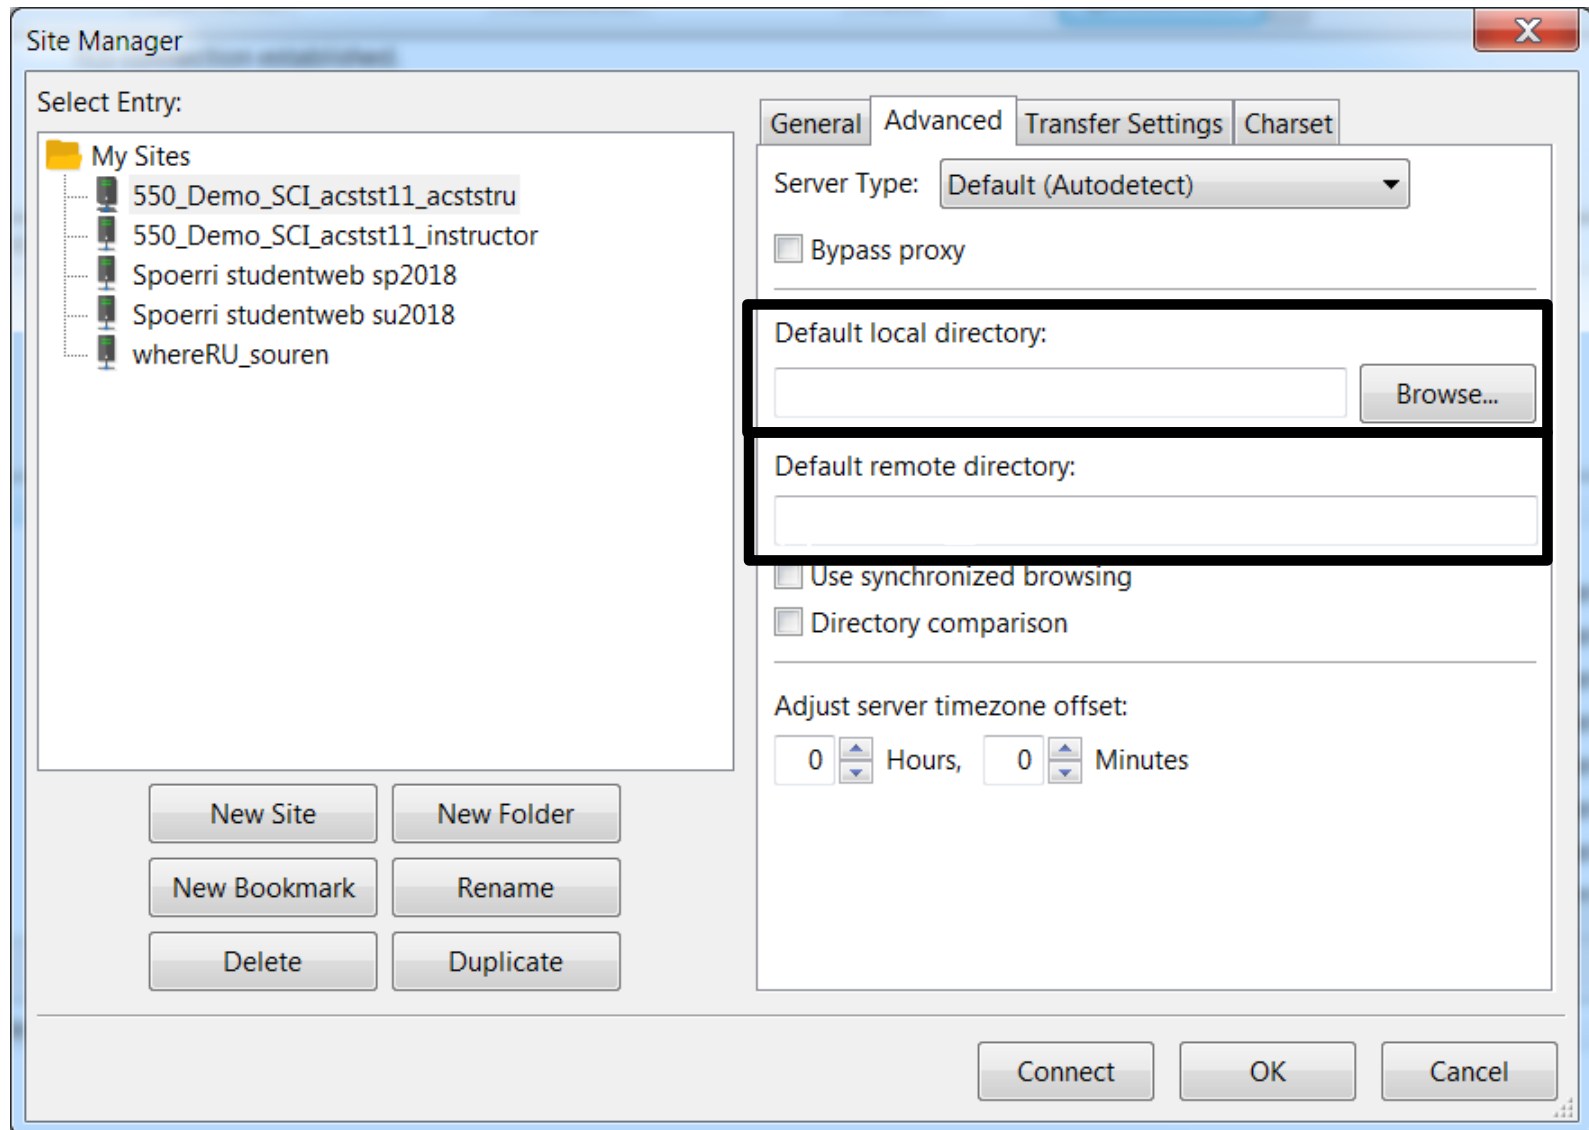 Site Manager
Select Entry:
My Sites
550_Demo_SCI_acstst11_acststru
550_Demo_SCI_acstst11_instructor
Spoerri studentweb sp2018
Spoerri studentweb su2018
whereRU_souren
New Site
New Folder
New Bookmark
Rename
Delete
Duplicate
General
Advanced
Transfer Settings
Charset
Server Type:
Default (Autodetect)
Bypass proxy
Default local directory:
Browse...
Default remote directory:
Use synchronized browsing
Directory comparison
Adjust server timezone offset:
0 Hours, 0 Minutes
Connect
OK
Cancel